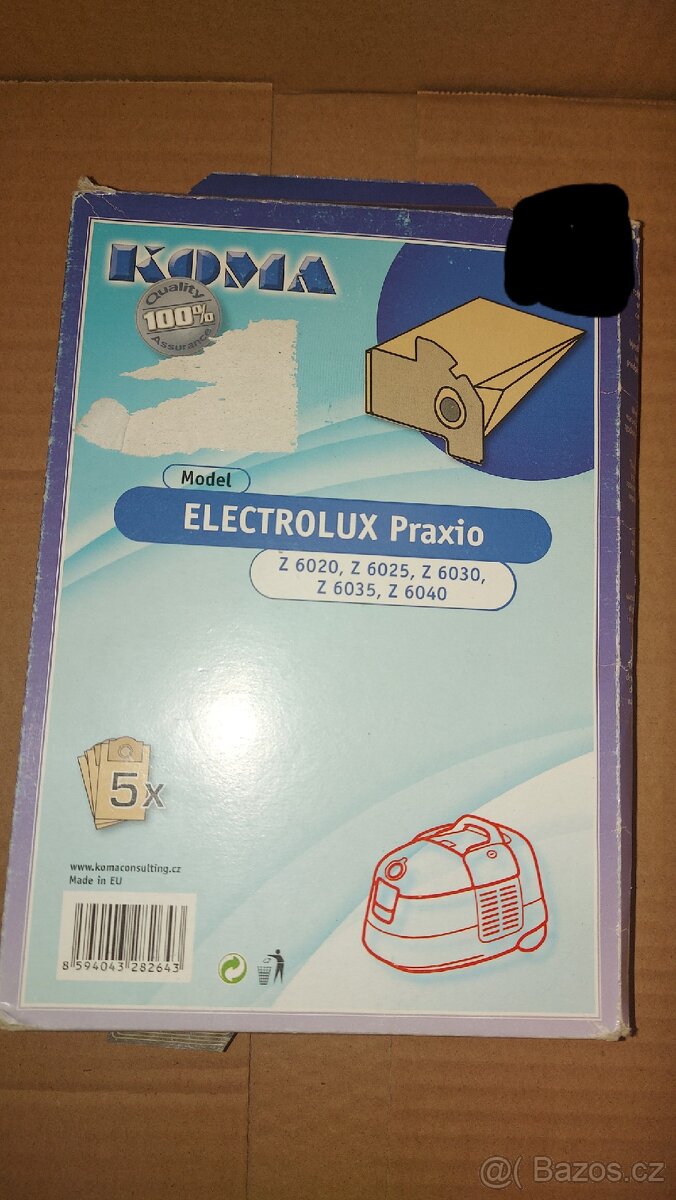 KOMA
Quality
100%
Assurance
Model
ELECTROLUX Praxio
Z 6020, Z 6025, Z 6030,
Z 6035, Z 6040
5x
www.komaconsulting.cz
Made in EU
8 594043 282643
@( Bazos.cz